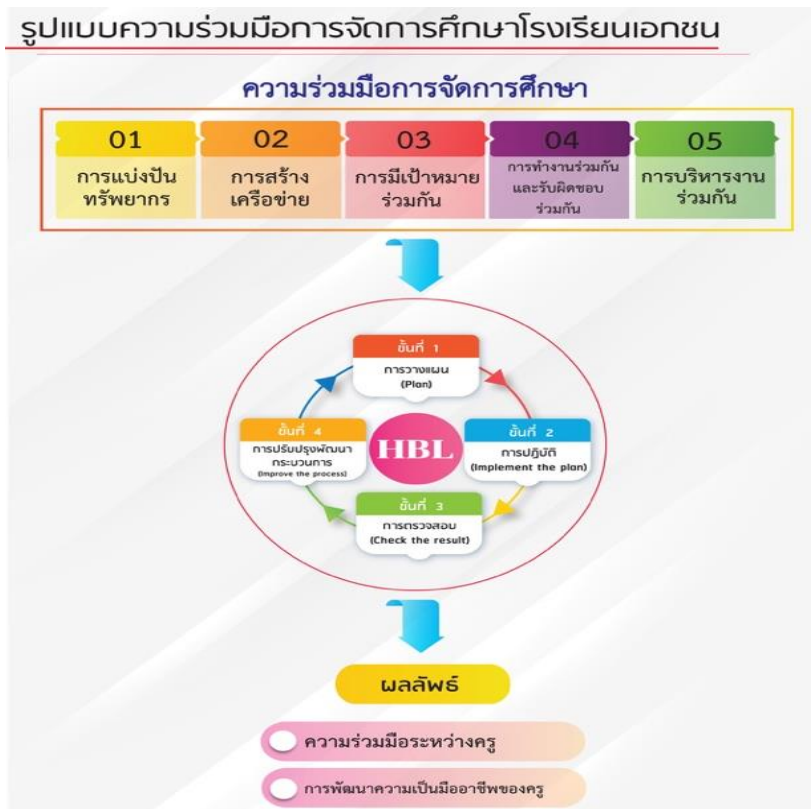 รูปแบบความร่วมมือการจัดการศึกษาโรงเรียนเอกชน
ความร่วมมือการจัดการศึกษา
01
การแบ่งปัน
ทรัพยากร
02
การสร้าง
เครือข่าย
03
การมีเป้าหมาย
ร่วมกัน
04
การทำงานร่วมกัน
และรับผิดชอบ
ร่วมกัน
05
การบริหารงาน
ร่วมกัน
ขั้นที่ 1
การวางแผน
(Plan)
ขั้นที่ 2
การปฏิบัติ
(Implement the plan)
ขั้นที่ 3
การตรวจสอบ
(Check the result)
ขั้นที่ 4
การปรับปรุงพัฒนา
กระบวนการ
(Improve the process)
HBL
ผลลัพธ์
ความร่วมมือระหว่างครู
การพัฒนาความเป็นมืออาชีพของครู